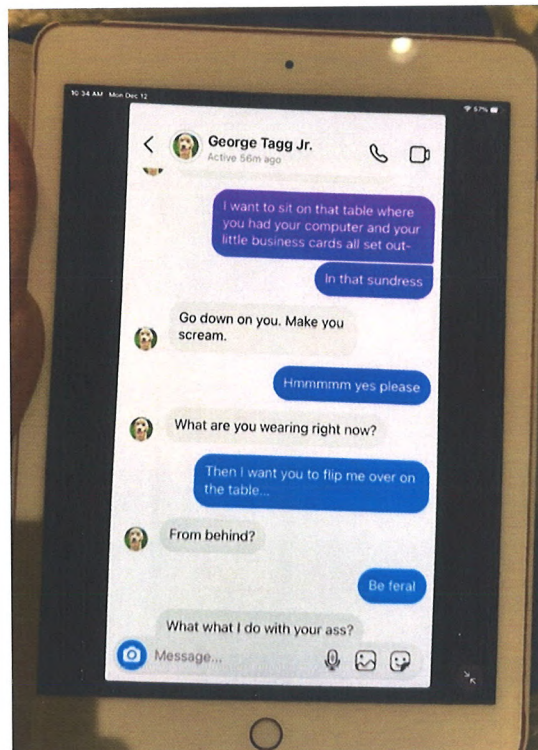 10:34 AM Mon Dec 12
57%
George Tagg Jr.
Active 56m ago
I want to sit on that table where
you had your computer and your
little business cards all set out-
In that sundress
Go down on you. Make you
scream.
Hmmmmm yes please
What are you wearing right now?
Then I want you to flip me over on
the table...
From behind?
Be feral
What what I do with your ass?
Message...